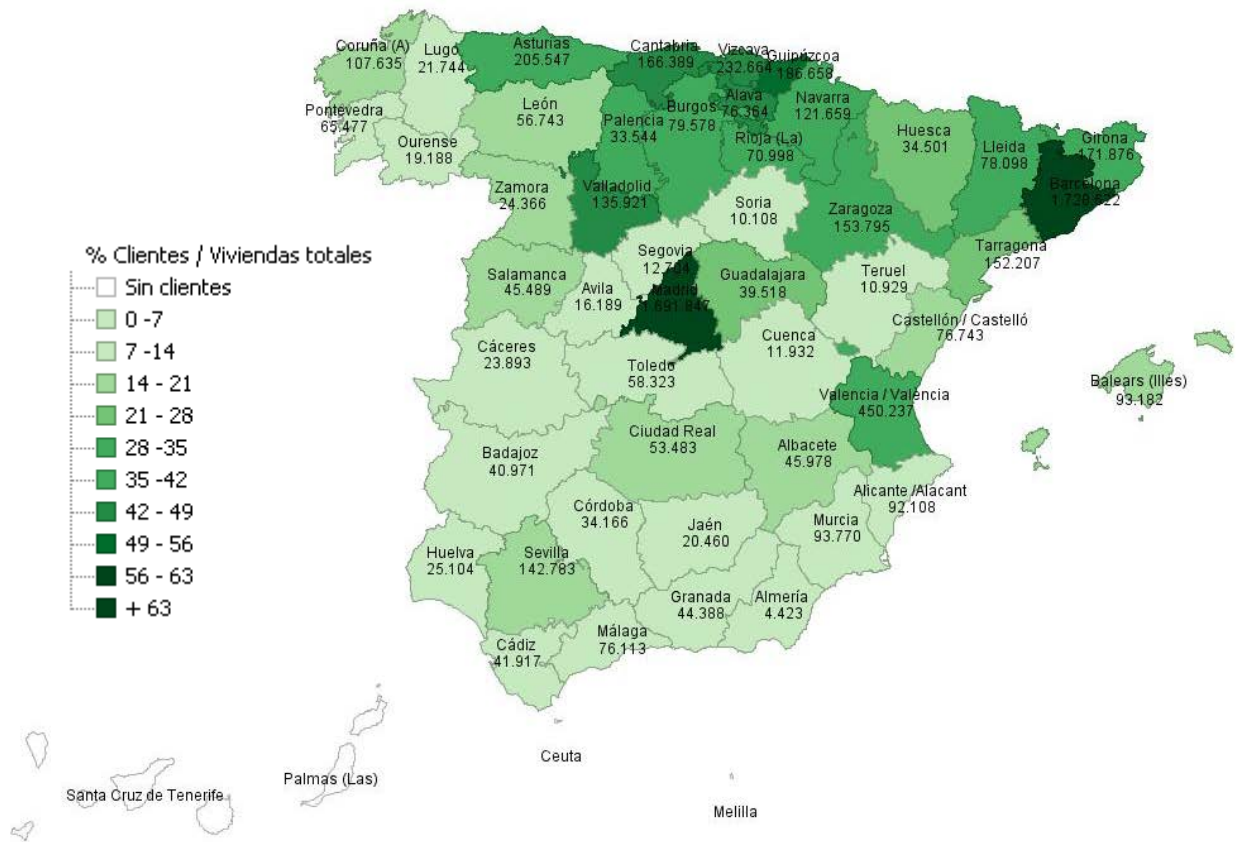 Coruña (A)
107.635
Lugo
21.744
Asturias
205.547
Cantabria
166.389
Vizcaya
232.664
Guipúzcoa
186.658
Pontevedra
65.477
Ourense
19.188
León
56.743
Palencia
33.544
Burgos
79.578
Alava
76.364
Navarra
121.659
Rioja (La)
70.998
Huesca
34.501
Lleida
78.098
Girona
171.876
Barcelona
1.728.622
Zamora
24.366
Valladolid
135.921
Soria
10.108
Zaragoza
153.795
Tarragona
152.207
% Clientes / Viviendas totales
Sin clientes
0 -7
7 -14
14 - 21
21 - 28
28 -35
35 -42
42 - 49
49 - 56
56 - 63
+ 63
Salamanca
45.489
Segovia
12.704
Avila
16.189
Madrid
1.691.847
Guadalajara
39.518
Teruel
10.929
Castellón / Castelló
76.743
Cáceres
23.893
Toledo
58.323
Cuenca
11.932
Valencia / València
450.237
Balears (Illes)
93.182
Badajoz
40.971
Ciudad Real
53.483
Albacete
45.978
Alicante /Alacant
92.108
Córdoba
34.166
Jaén
20.460
Murcia
93.770
Huelva
25.104
Sevilla
142.783
Granada
44.388
Almería
4.423
Cádiz
41.917
Málaga
76.113
Ceuta
Melilla
Palmas (Las)
Santa Cruz de Tenerife